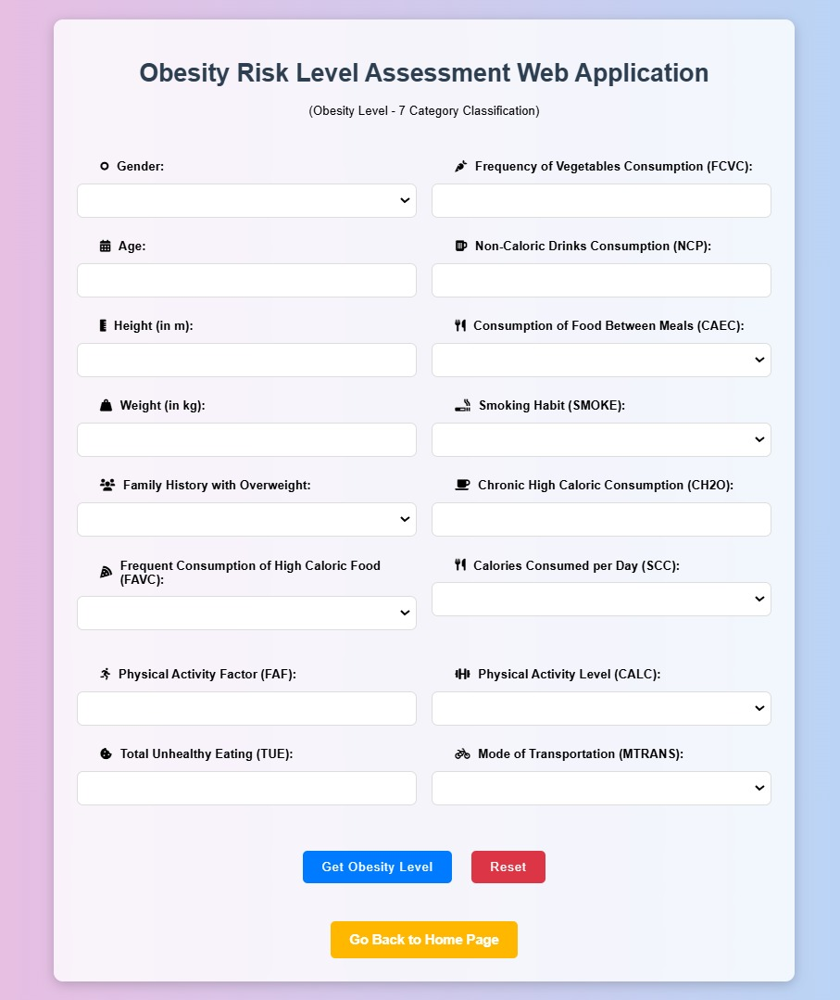 Obesity Risk Level Assessment Web Application
(Obesity Level - 7 Category Classification)
Gender:
Frequency of Vegetables Consumption (FCVC):
Age:
Non-Caloric Drinks Consumption (NCP):
Height (in m):
Consumption of Food Between Meals (CAEC):
Weight (in kg):
Smoking Habit (SMOKE):
Family History with Overweight:
Chronic High Caloric Consumption (CH2O):
Frequent Consumption of High Caloric Food
(FAVC):
Calories Consumed per Day (SCC):
Physical Activity Factor (FAF):
Physical Activity Level (CALC):
Total Unhealthy Eating (TUE):
Mode of Transportation (MTRANS):
Get Obesity Level
Reset
Go Back to Home Page